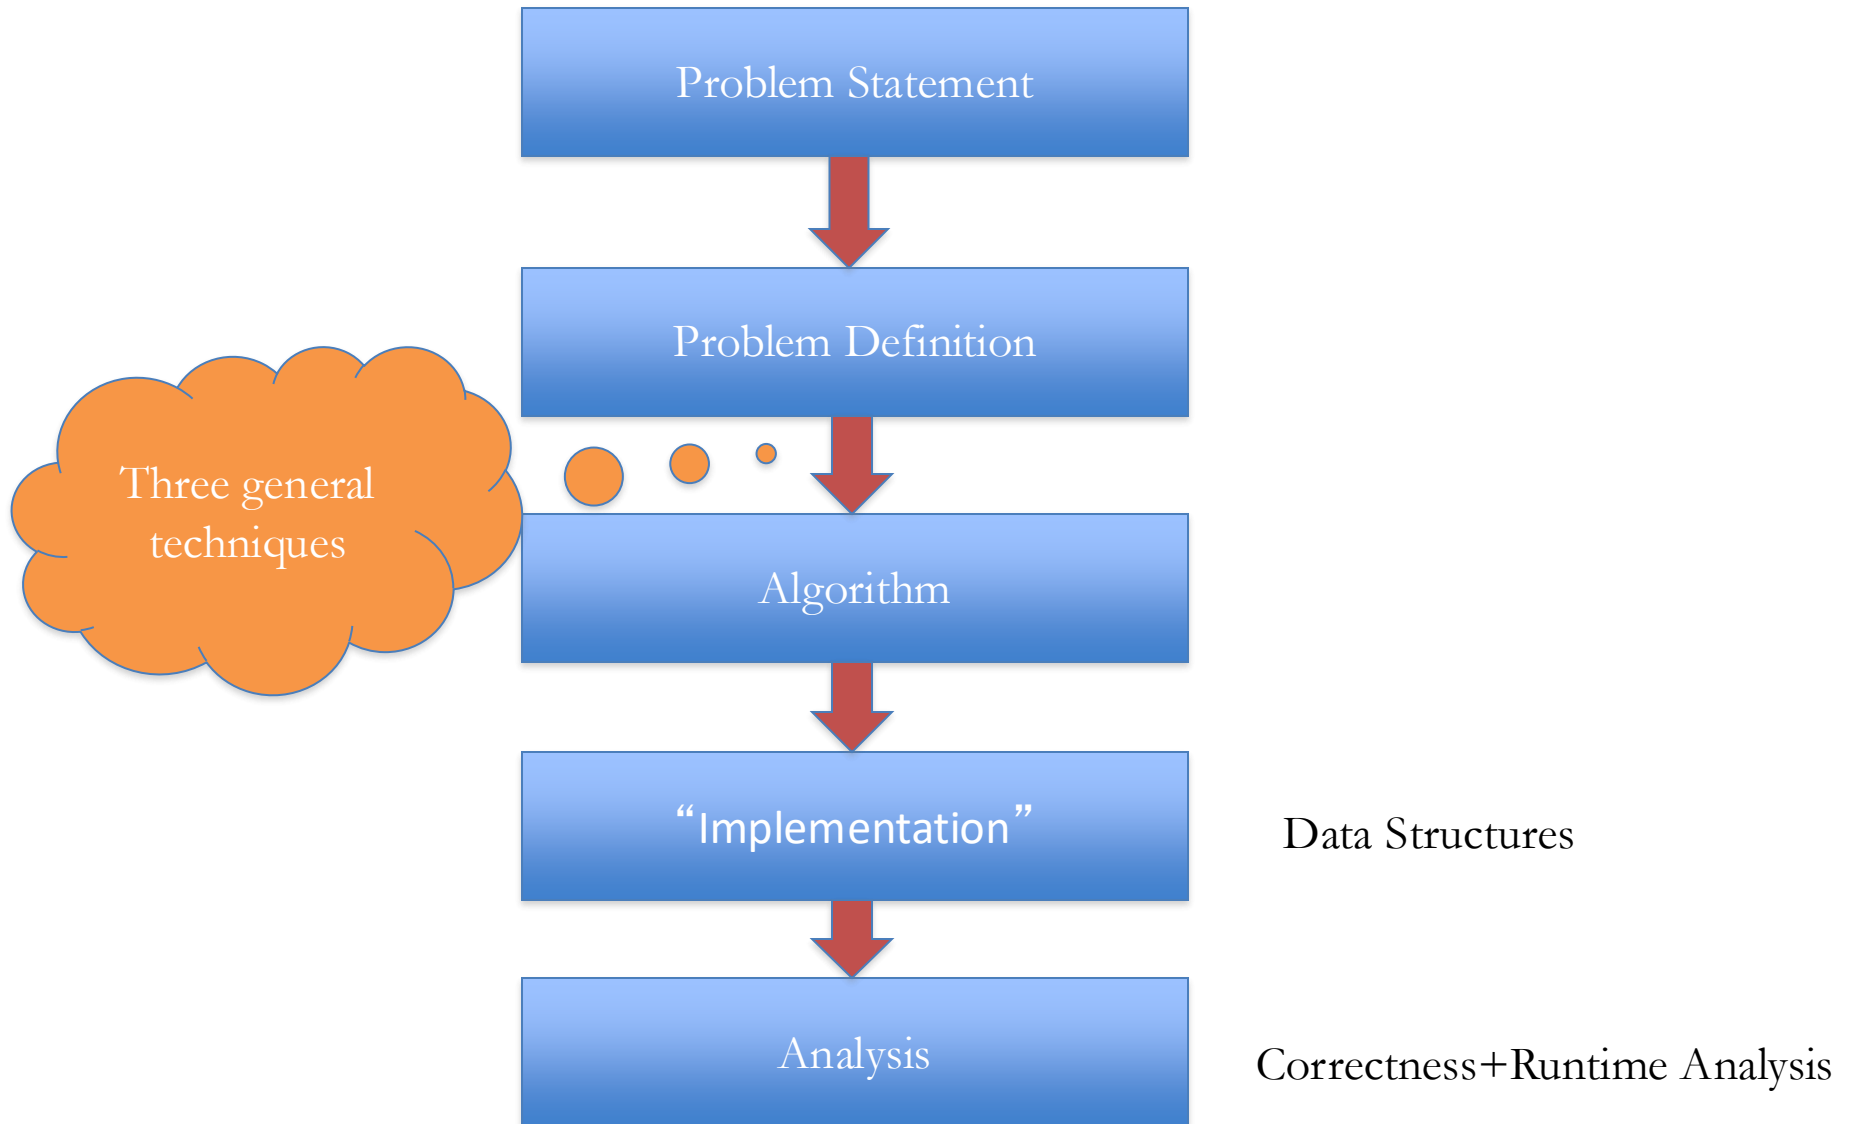 Problem Statement
Problem Definition
Three general
techniques
Algorithm
“Implementation”
Data Structures
Analysis
Correctness+Runtime Analysis